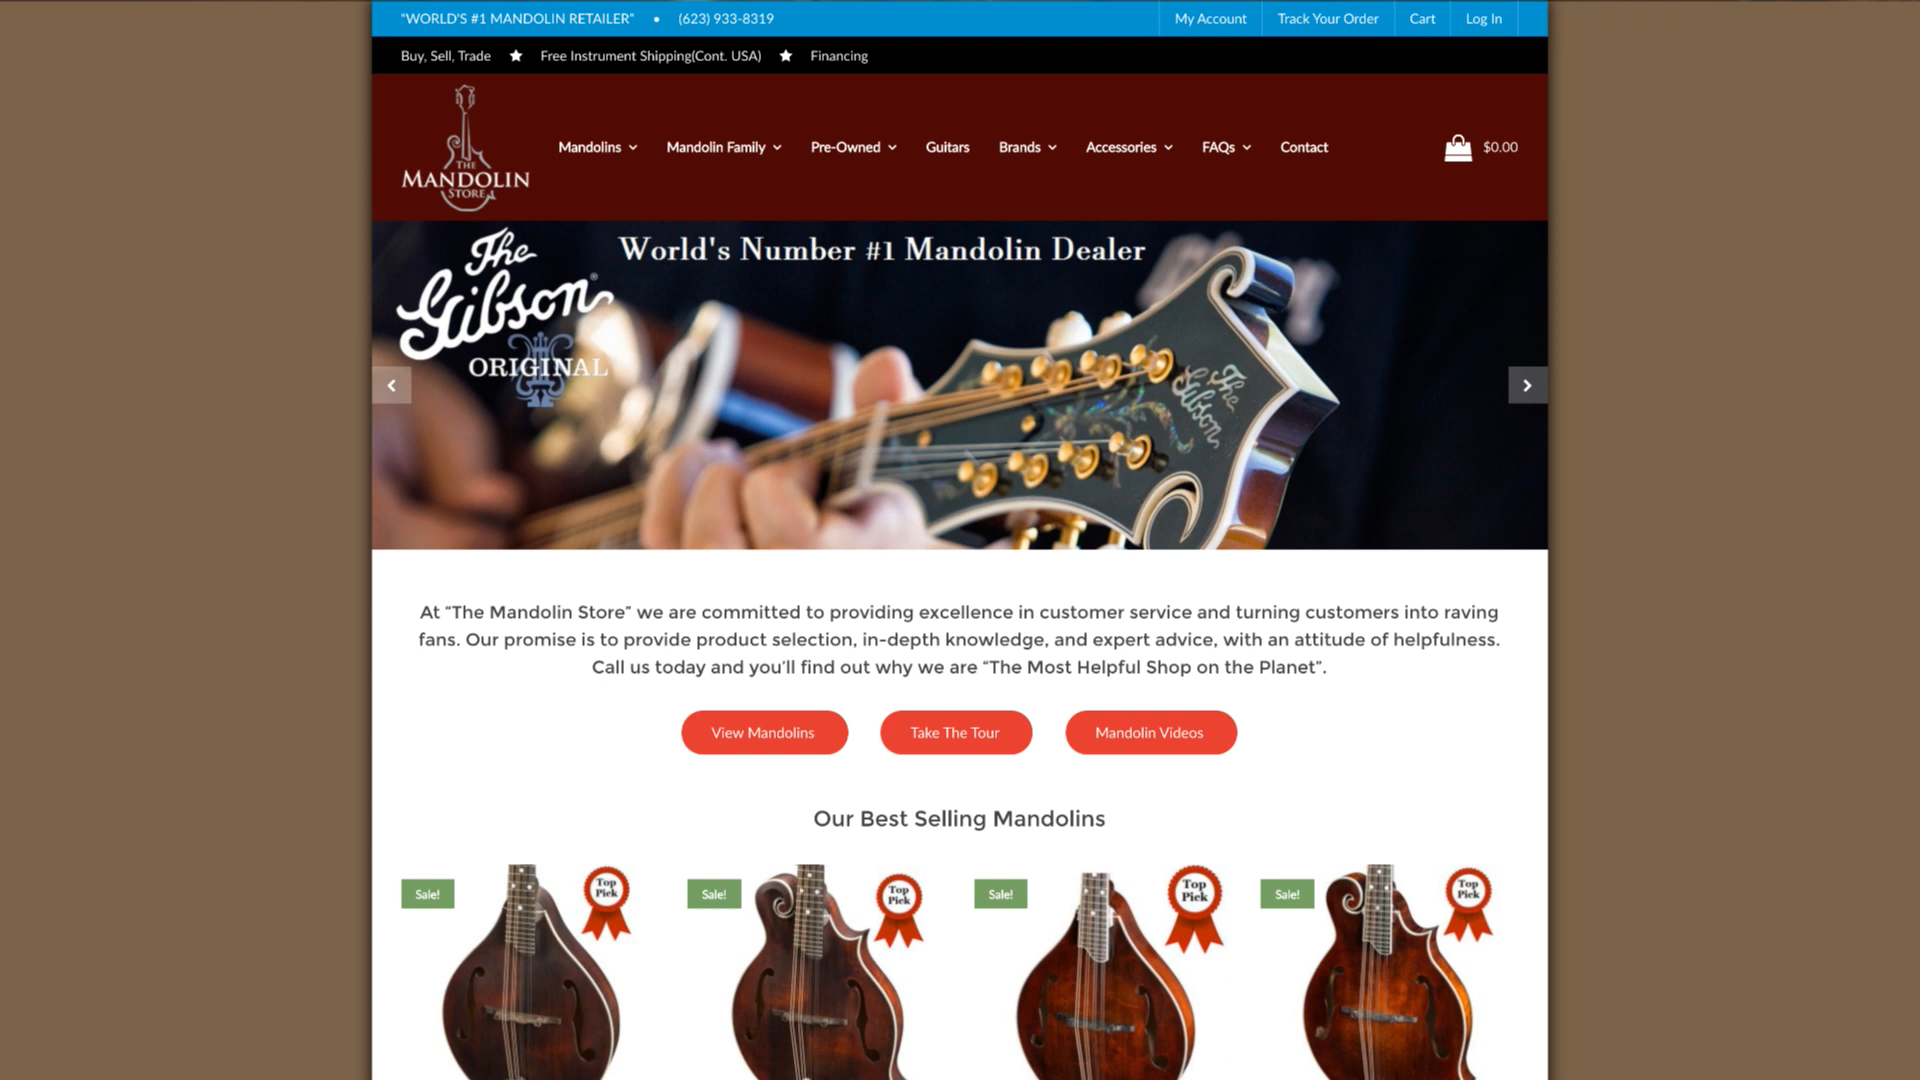 “WORLD'S #1 MANDOLIN RETAILER” • (623) 933-8319 My Account Track Your Order Cart Log In
Buy, Sell, Trade ★ Free Instrument Shipping(Cont. USA) ★ Financing
THE
MANDOLIN
STORE
Mandolins Mandolin Family Pre-Owned Guitars Brands Accessories FAQs Contact $0.00
The
Gibson®
ORIGINAL
World's Number #1 Mandolin Dealer
The
Gibson
At “The Mandolin Store” we are committed to providing excellence in customer service and turning customers into raving
fans. Our promise is to provide product selection, in-depth knowledge, and expert advice, with an attitude of helpfulness.
Call us today and you’ll find out why we are “The Most Helpful Shop on the Planet”.
View Mandolins Take The Tour Mandolin Videos
Our Best Selling Mandolins
Sale!
Top
Pick
Sale!
Top
Pick
Sale!
Top
Pick
Sale!
Top
Pick